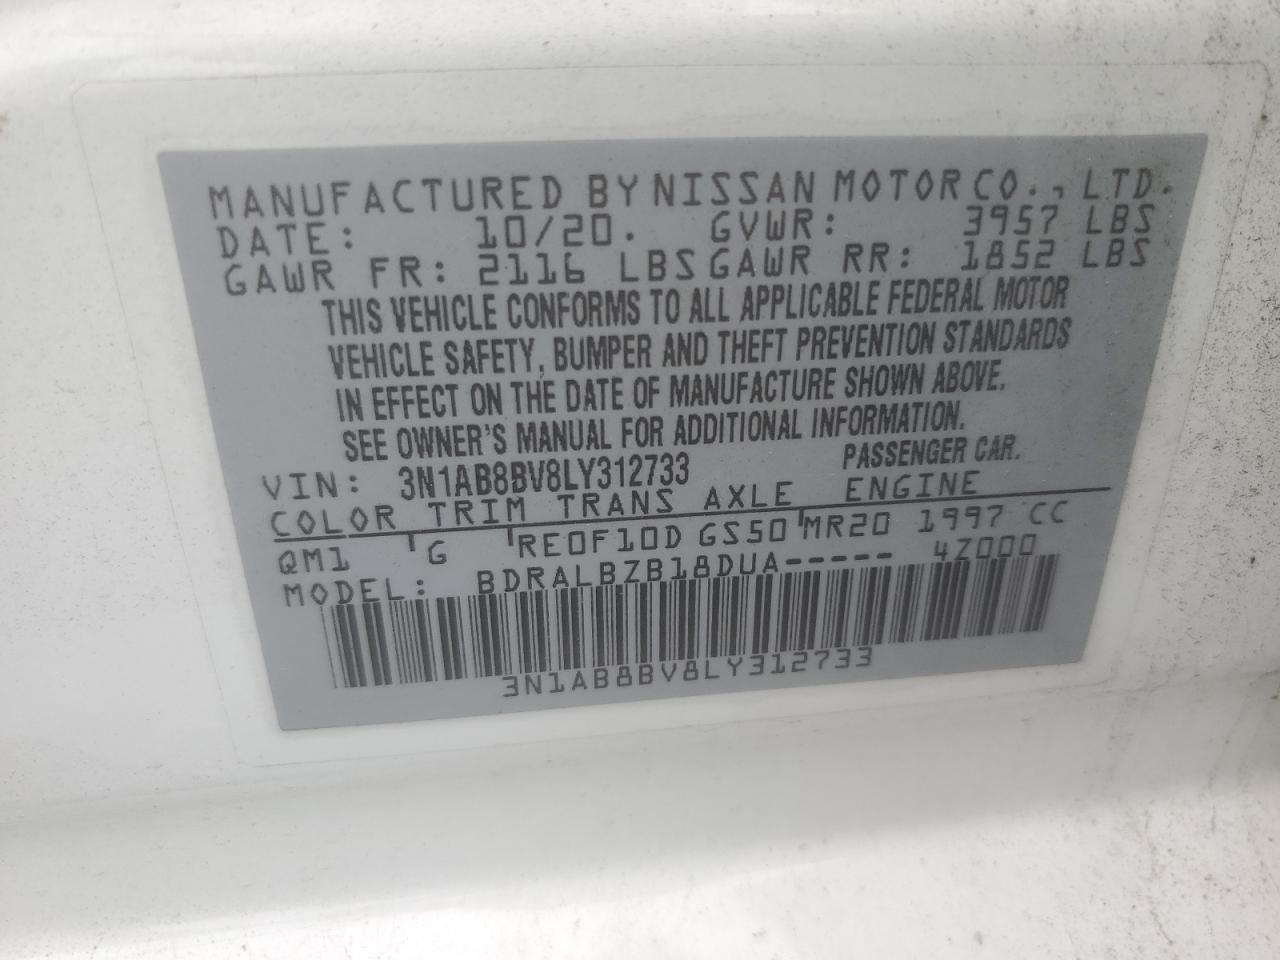 MANUFACTURED BY NISSAN MOTOR CO., LTD.
DATE: 10/20. GVWR: 3957 LBS
GAWR FR: 2116 LBS GAWR RR: 1852 LBS
THIS VEHICLE CONFORMS TO ALL APPLICABLE FEDERAL MOTOR
VEHICLE SAFETY, BUMPER AND THEFT PREVENTION STANDARDS
IN EFFECT ON THE DATE OF MANUFACTURE SHOWN ABOVE.
SEE OWNER'S MANUAL FOR ADDITIONAL INFORMATION.
VIN: 3N1AB8BV8LY312733 PASSENGER CAR.
COLOR TRIM TRANS AXLE ENGINE
QM1 G RE0F10D GS50 MR20 1997 CC
MODEL: BDRALBZB18DUA----- 4Z000
3N1AB8BV8LY312733